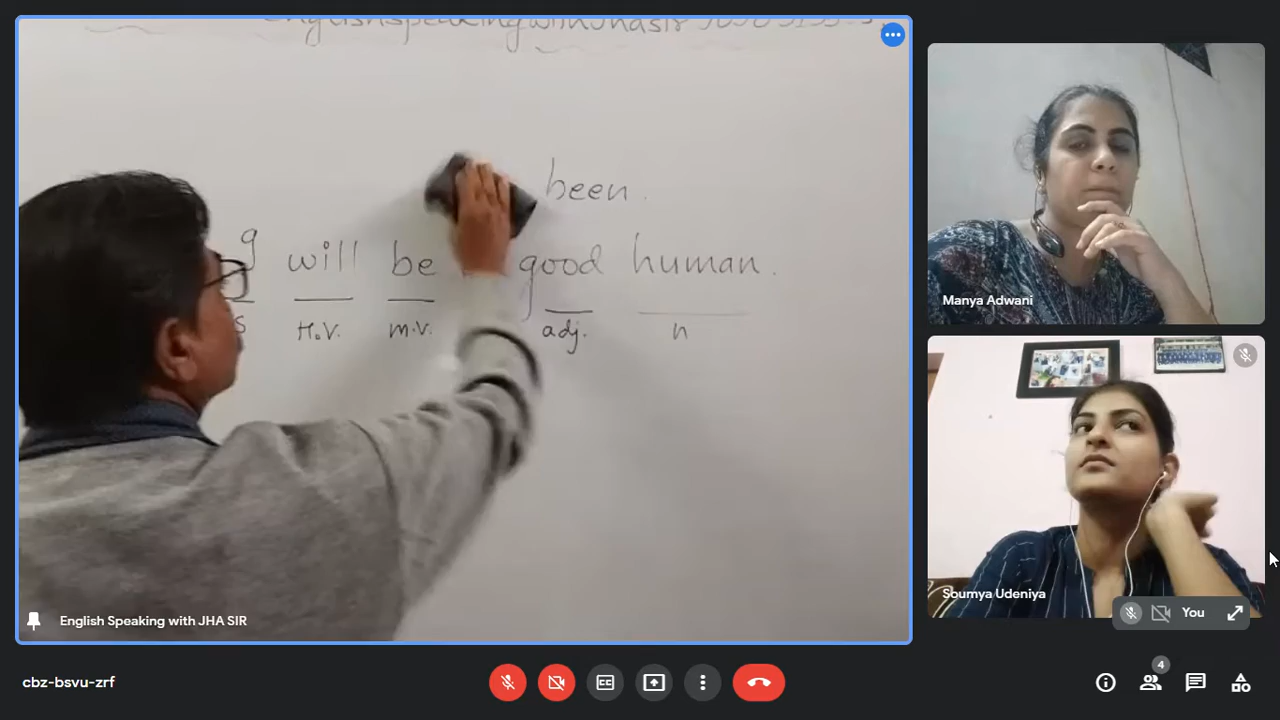 Englishspeakingwithjhasir
been.
will be good human.
S H.V. m.V. adj. n
English Speaking with JHA SIR
Manya Adwani
Soumya Udeniya
You
cbz-bsvu-zrf
4